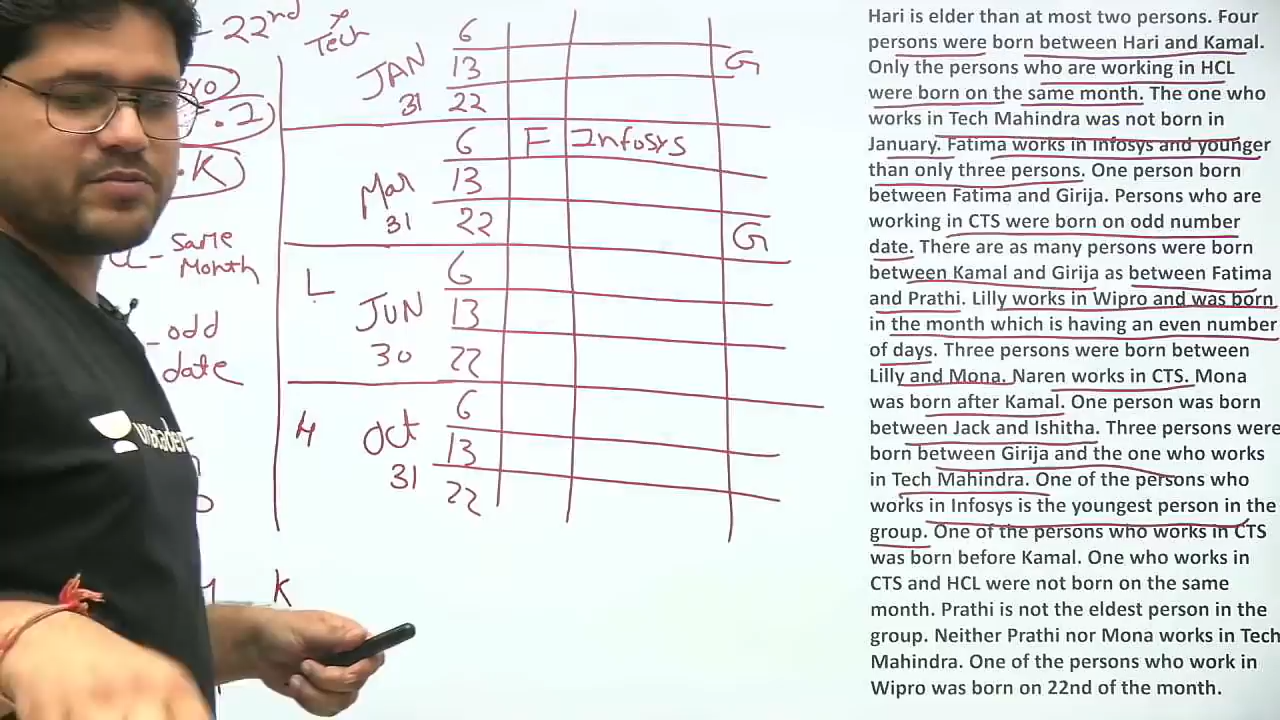 - 22nd
Tech
JAN
31
6
13
22
G
Mar
31
6 F Infosys
13
22
G
L
JUN
30
6
13
22
Oct
31
6
13
22
.2
.K
- Same
Month
- odd
date
unacademy
K
Hari is elder than at most two persons. Four
persons were born between Hari and Kamal.
Only the persons who are working in HCL
were born on the same month. The one who
works in Tech Mahindra was not born in
January. Fatima works in Infosys and younger
than only three persons. One person born
between Fatima and Girija. Persons who are
working in CTS were born on odd number
date. There are as many persons were born
between Kamal and Girija as between Fatima
and Prathi. Lilly works in Wipro and was born
in the month which is having an even number
of days. Three persons were born between
Lilly and Mona. Naren works in CTS. Mona
was born after Kamal. One person was born
between Jack and Ishitha. Three persons were
born between Girija and the one who works
in Tech Mahindra. One of the persons who
works in Infosys is the youngest person in the
group. One of the persons who works in CTS
was born before Kamal. One who works in
CTS and HCL were not born on the same
month. Prathi is not the eldest person in the
group. Neither Prathi nor Mona works in Tech
Mahindra. One of the persons who work in
Wipro was born on 22nd of the month.